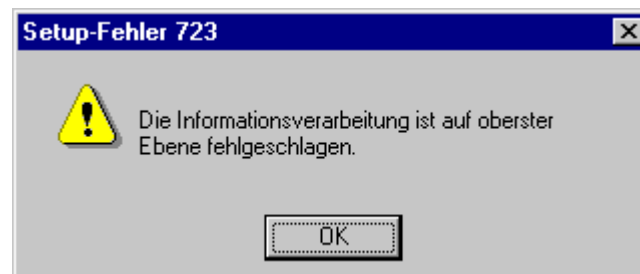 Setup-Fehler 723
Die Informationsverarbeitung ist auf oberster
Ebene fehlgeschlagen.
OK